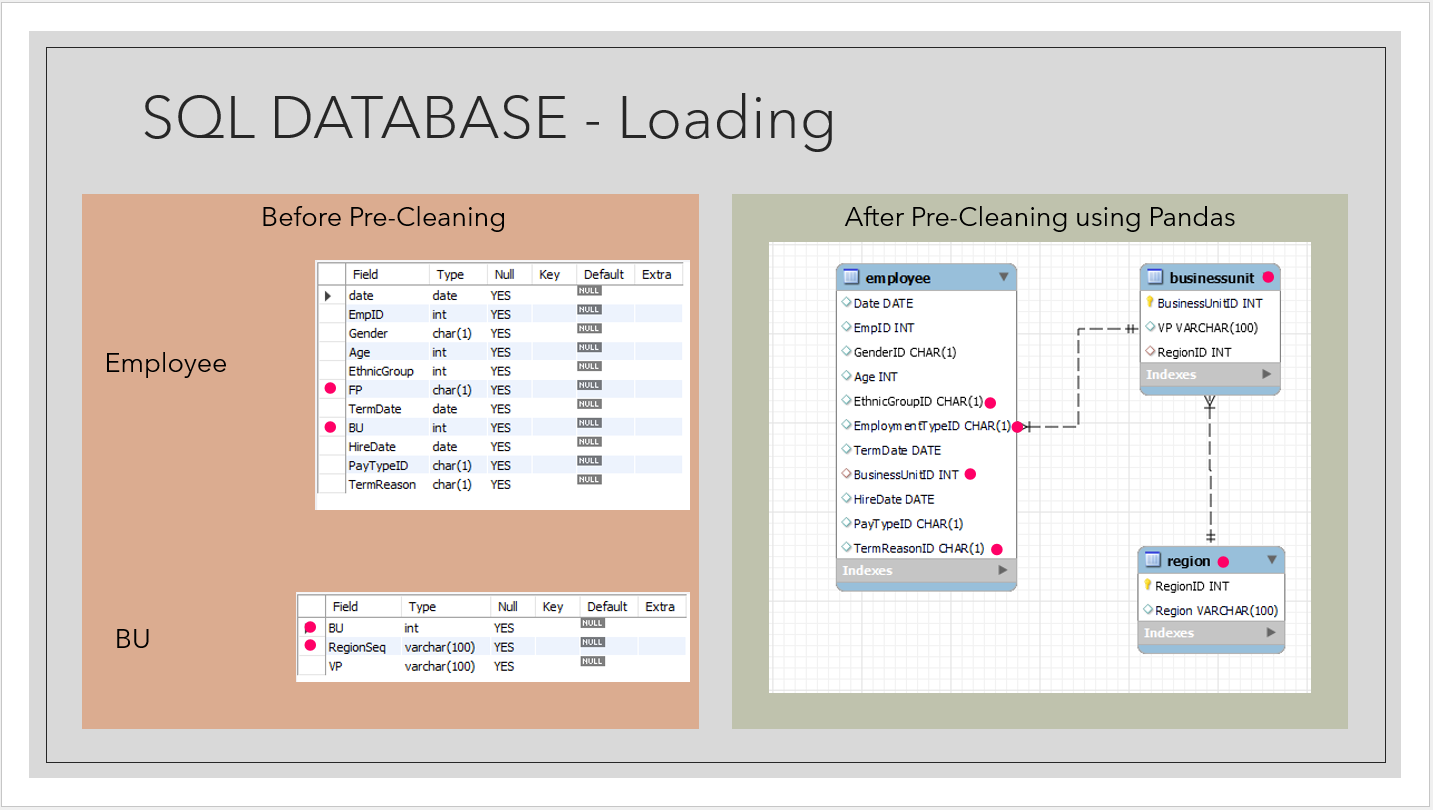 SQL DATABASE - Loading
Before Pre-Cleaning
Employee
Field Type Null Key Default Extra
date date YES NULL
EmpID int YES NULL
Gender char(1) YES NULL
Age int YES NULL
EthnicGroup int YES NULL
FP char(1) YES NULL
TermDate date YES NULL
BU int YES NULL
HireDate date YES NULL
PayTypeID char(1) YES NULL
TermReason char(1) YES NULL
BU
Field Type Null Key Default Extra
BU int YES NULL
RegionSeq varchar(100) YES NULL
VP varchar(100) YES NULL
After Pre-Cleaning using Pandas
employee
Date DATE
EmpID INT
GenderID CHAR(1)
Age INT
EthnicGroupID CHAR(1)
EmploymentTypeID CHAR(1)
TermDate DATE
BusinessUnitID INT
HireDate DATE
PayTypeID CHAR(1)
TermReasonID CHAR(1)
Indexes
businessunit
BusinessUnitID INT
VP VARCHAR(100)
RegionID INT
Indexes
region
RegionID INT
Region VARCHAR(100)
Indexes